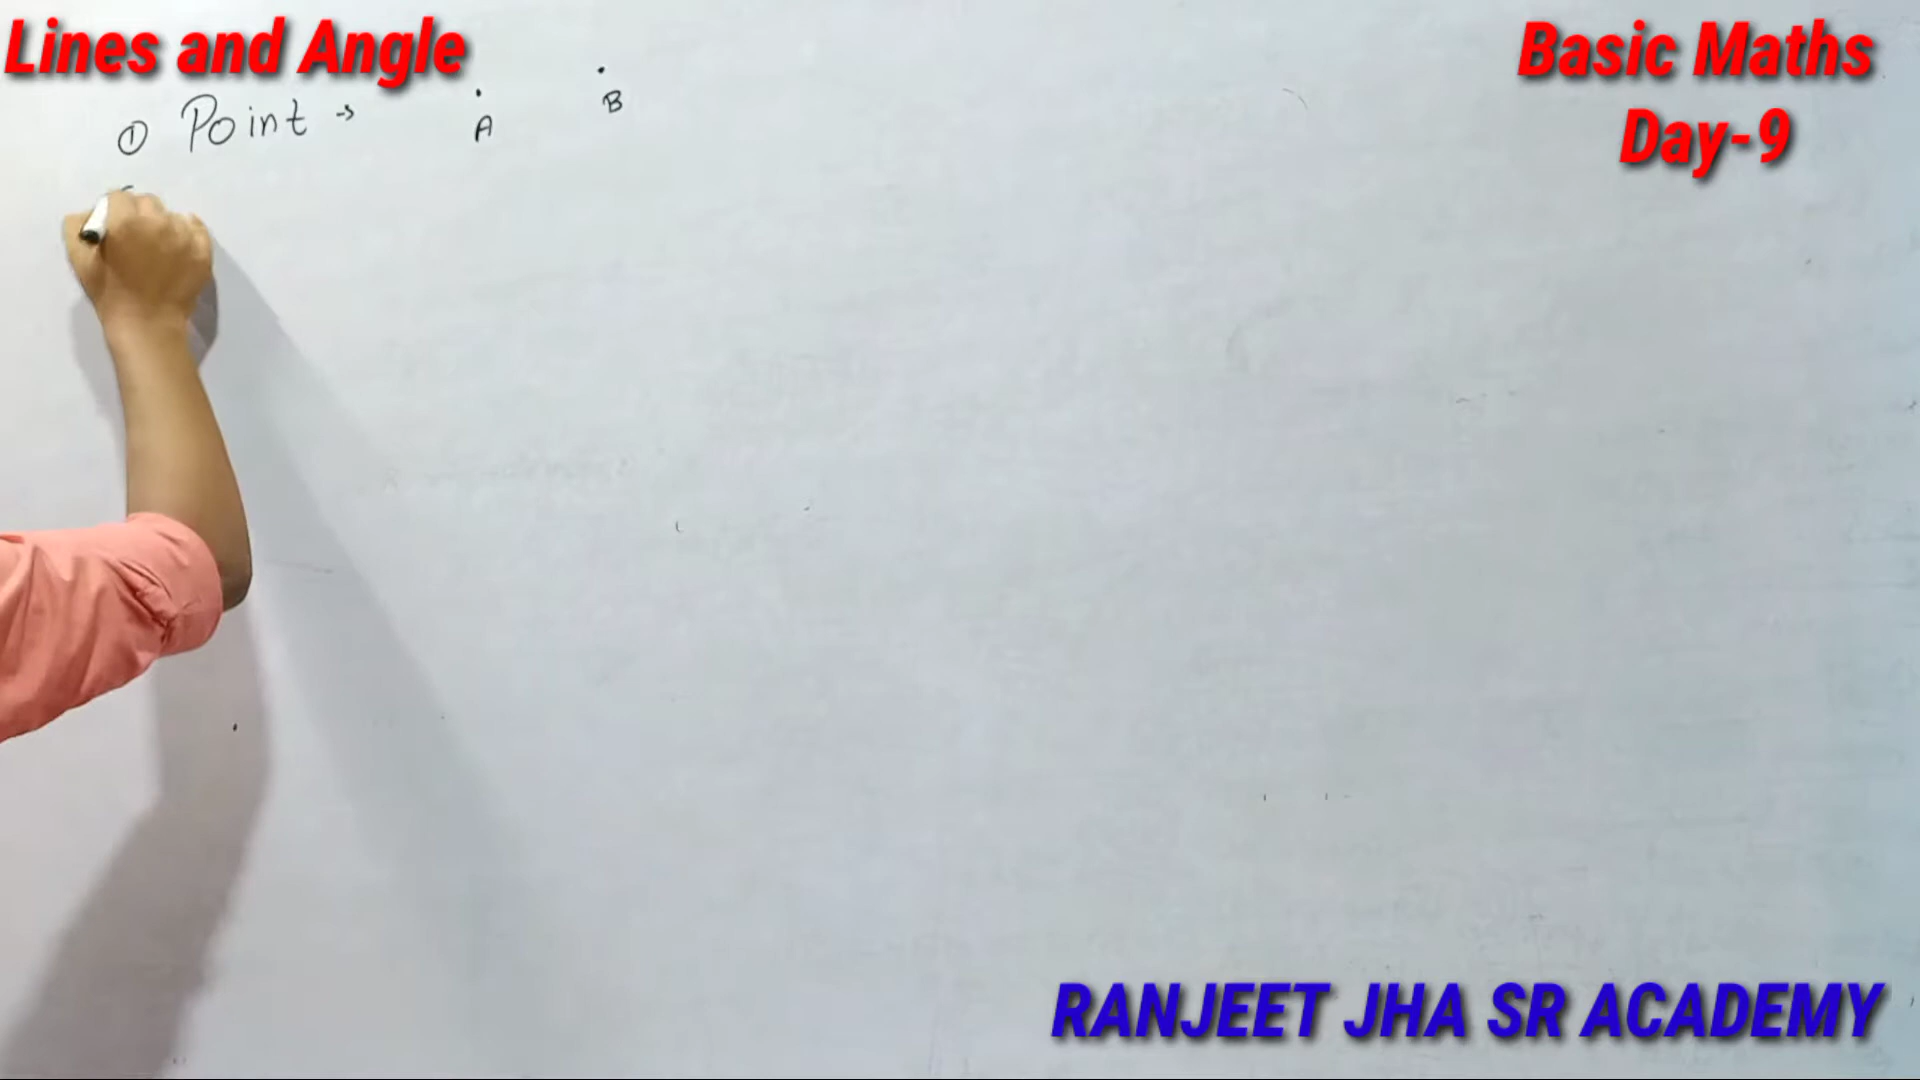 Lines and Angle
Basic Maths
Day-9
① Point → A B
RANJEET JHA SR ACADEMY